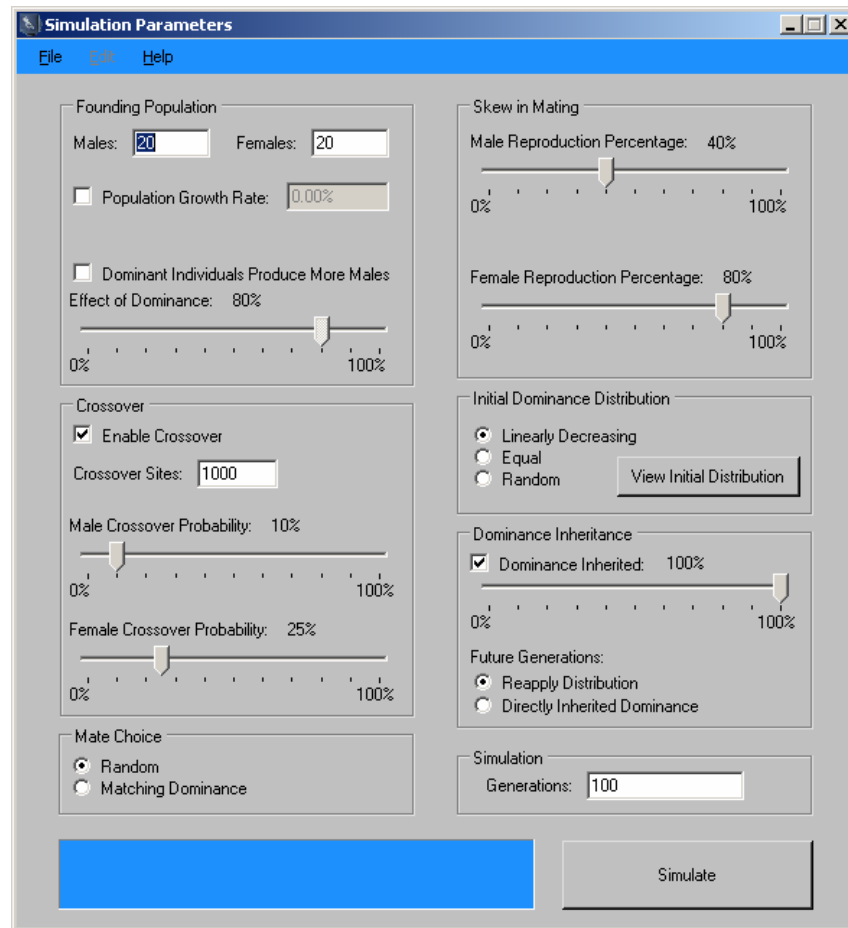 Simulation Parameters
File Edit Help
Founding Population
Males: 20 Females: 20
Population Growth Rate: 0.00%
Dominant Individuals Produce More Males
Effect of Dominance: 80%
0% 100%
Crossover
Enable Crossover
Crossover Sites: 1000
Male Crossover Probability: 10%
0% 100%
Female Crossover Probability: 25%
0% 100%
Mate Choice
Random
Matching Dominance
Skew in Mating
Male Reproduction Percentage: 40%
0% 100%
Female Reproduction Percentage: 80%
0% 100%
Initial Dominance Distribution
Linearly Decreasing
Equal
Random
View Initial Distribution
Dominance Inheritance
Dominance Inherited: 100%
0% 100%
Future Generations:
Reapply Distribution
Directly Inherited Dominance
Simulation
Generations: 100
Simulate